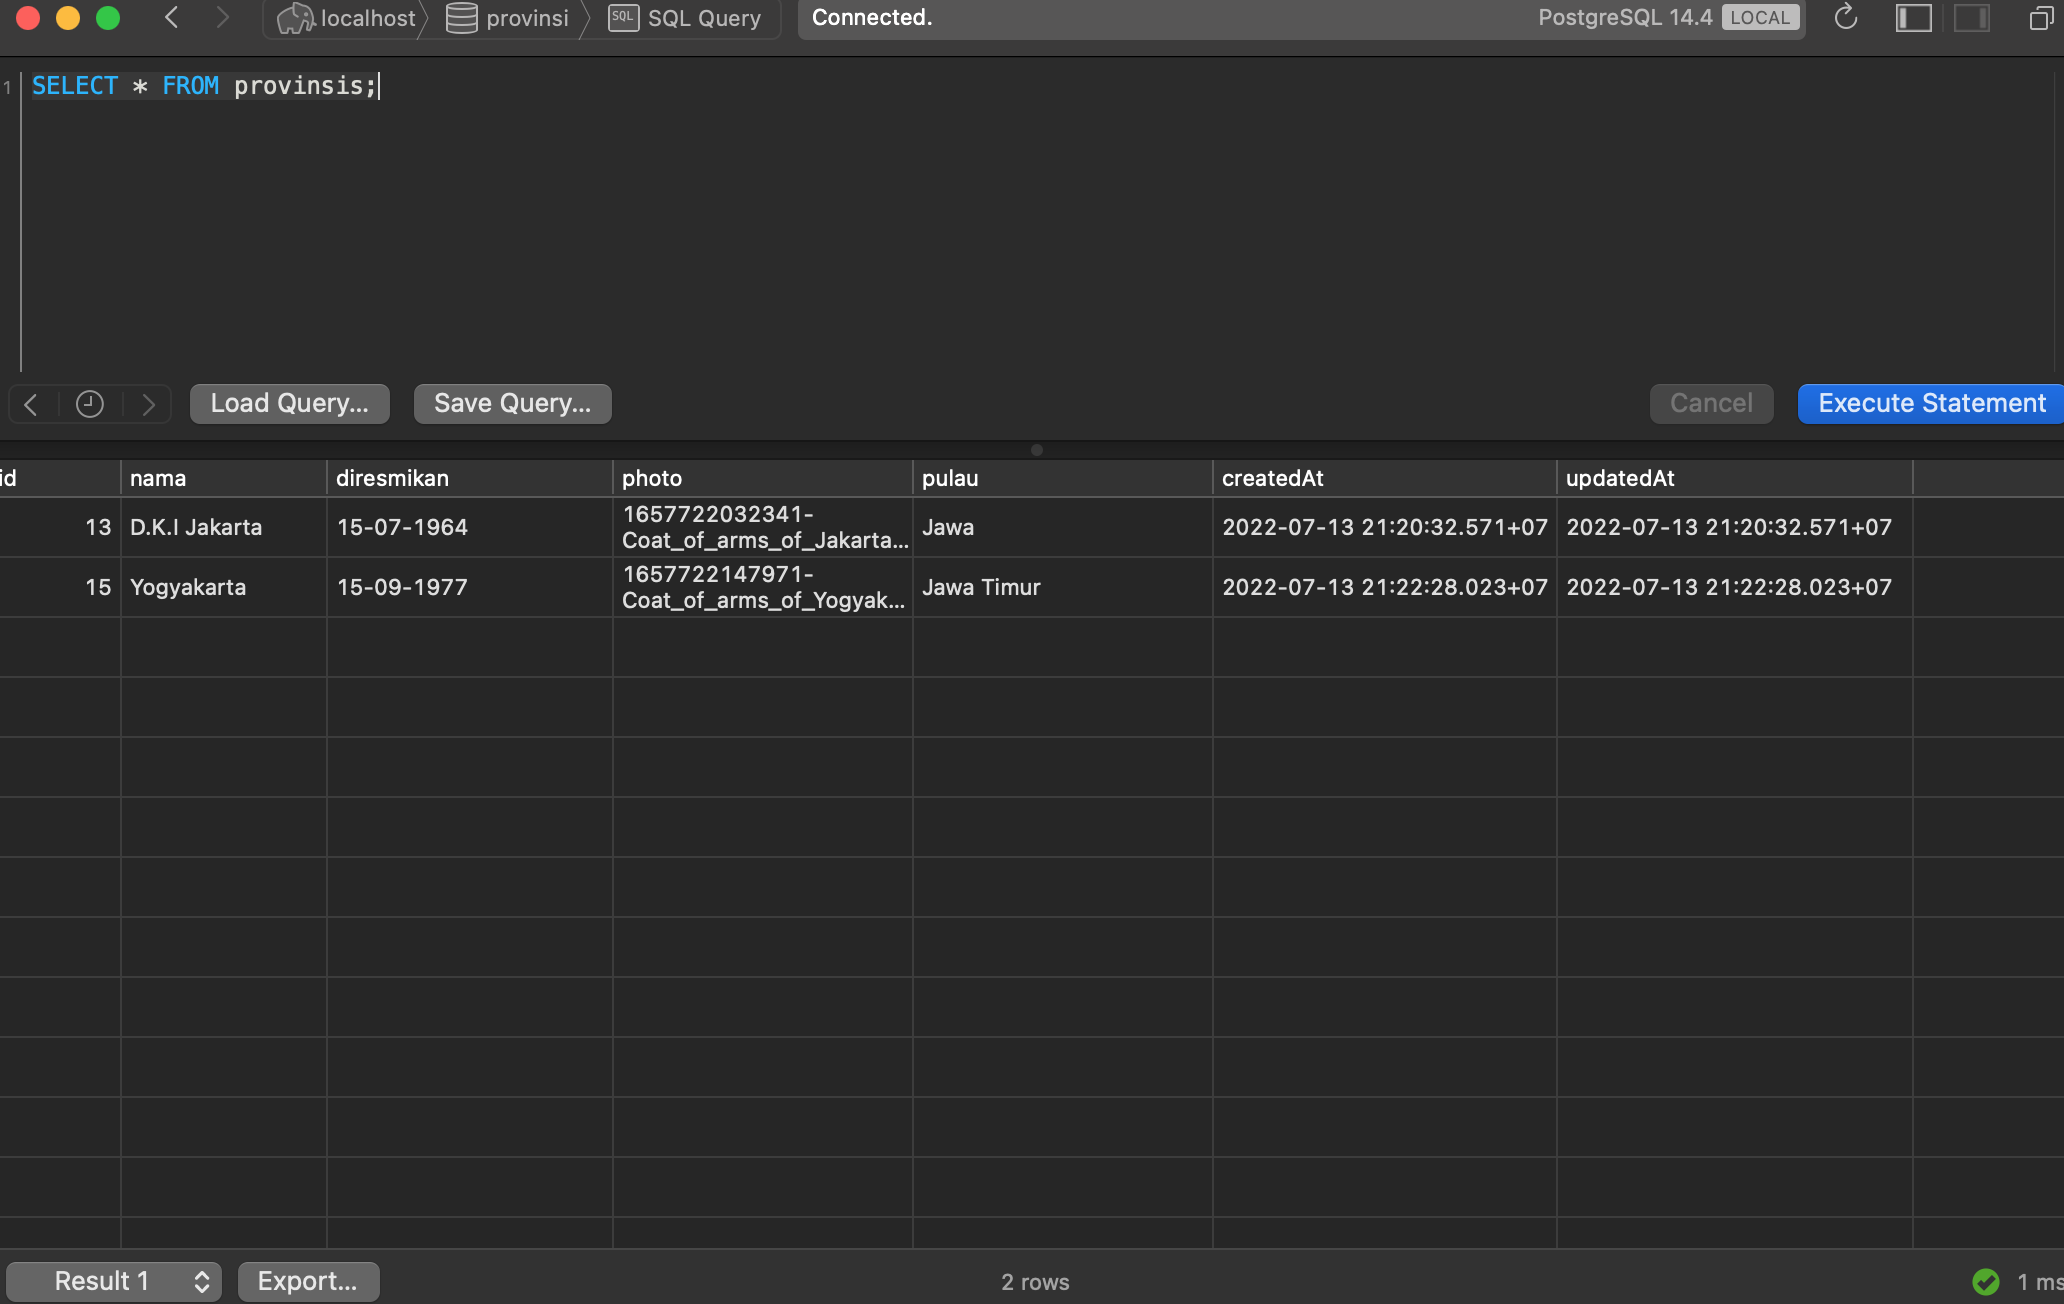 localhost provinsi SQL SQL Query Connected. PostgreSQL 14.4 LOCAL
1 SELECT * FROM provinsis;
Load Query... Save Query... Cancel Execute Statement
id nama diresmikan photo pulau createdAt updatedAt
13 D.K.I Jakarta 15-07-1964 1657722032341-
Coat_of_arms_of_Jakarta... Jawa 2022-07-13 21:20:32.571+07 2022-07-13 21:20:32.571+07
15 Yogyakarta 15-09-1977 1657722147971-
Coat_of_arms_of_Yogyak... Jawa Timur 2022-07-13 21:22:28.023+07 2022-07-13 21:22:28.023+07
Result 1 Export... 2 rows 1 ms